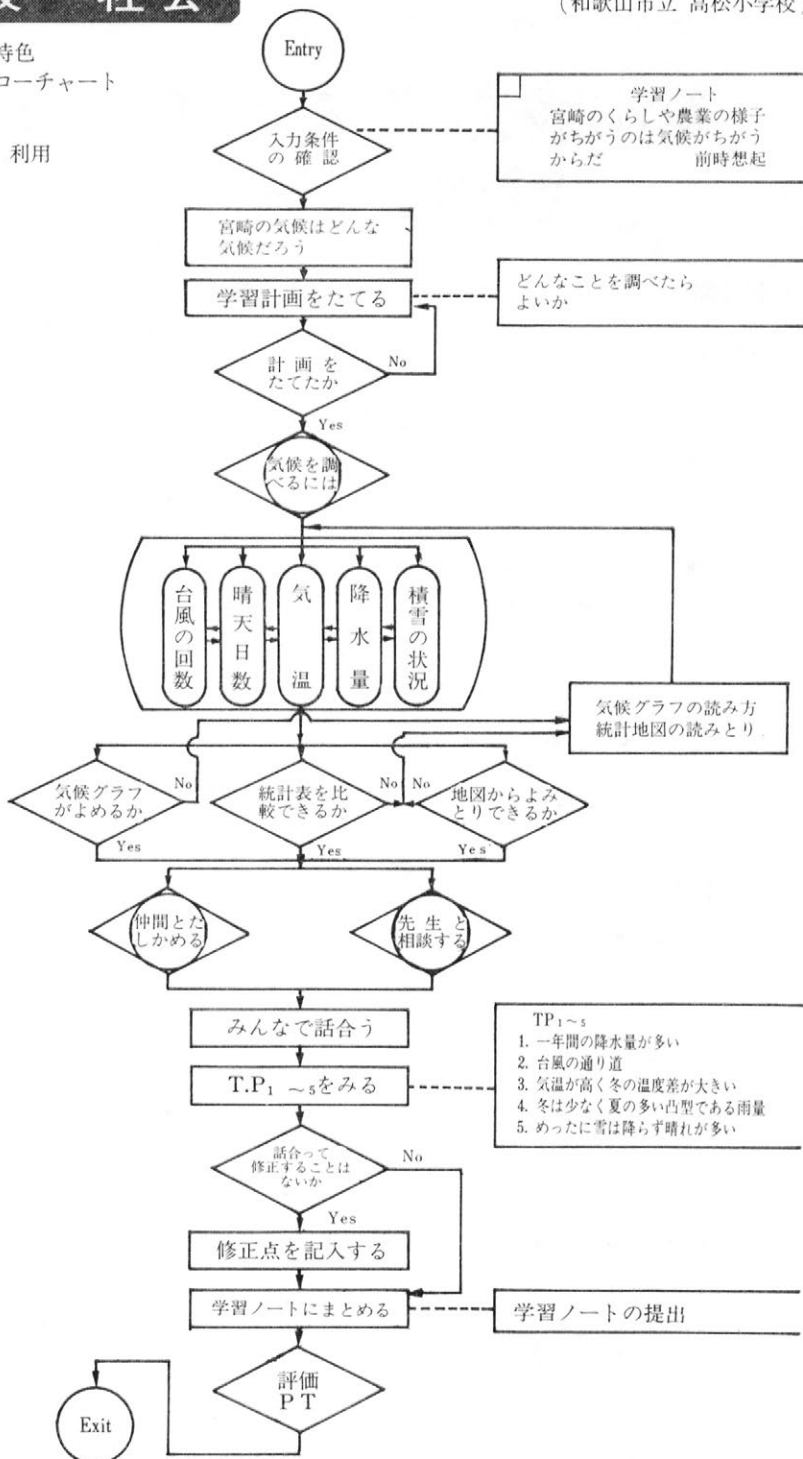 社会
(和歌山市立 高松小学校)
特色
ローチャート
利用
Entry
入力条件
の確認
学習ノート
宮崎のくらしや農業の様子
がちがうのは気候がちがう
からだ 前時想起
宮崎の気候はどんな
気候だろう
学習計画をたてる
どんなことを調べたら
よいか
計画を
たてたか
No
Yes
気候を調
べるには
台風の回数
晴天日数
気温
降水量
積雪の状況
気候グラフの読み方
統計地図の読みとり
気候グラフ
がよめるか
No
統計表を比
較できるか
No
No
地図からよみ
とりできるか
Yes
Yes
Yes
仲間とた
しかめる
先生と
相談する
みんなで話合う
T.P₁ ~₅をみる
TP₁~₅
1. 一年間の降水量が多い
2. 台風の通り道
3. 気温が高く冬の温度差が大きい
4. 冬は少なく夏の多い凸型である雨量
5. めったに雪は降らず晴れが多い
話合って
修正することは
ないか
No
Yes
修正点を記入する
学習ノートにまとめる
学習ノートの提出
評価
PT
Exit